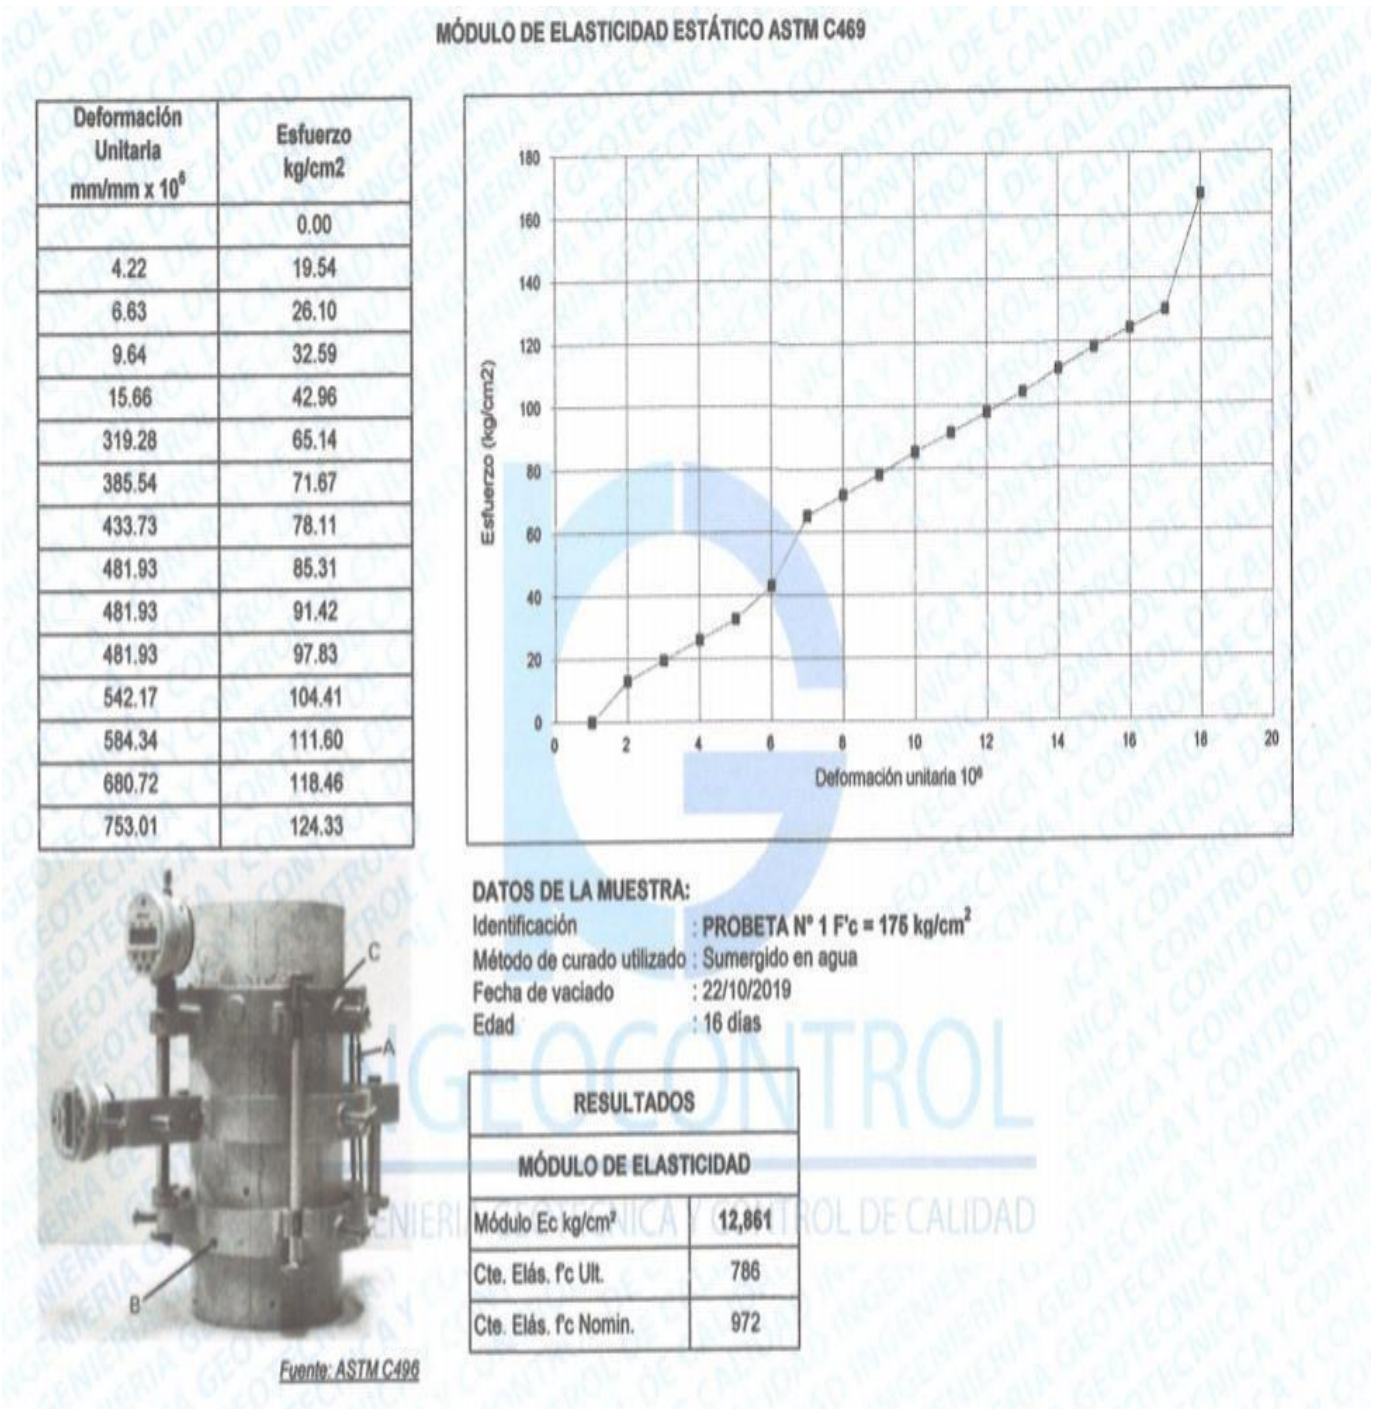 MÓDULO DE ELASTICIDAD ESTÁTICO ASTM C469
Deformación
Unitaria
mm/mm x 10⁶
Esfuerzo
kg/cm2
0.00
4.22 19.54
6.63 26.10
9.64 32.59
15.66 42.96
319.28 65.14
385.54 71.67
433.73 78.11
481.93 85.31
481.93 91.42
481.93 97.83
542.17 104.41
584.34 111.60
680.72 118.46
753.01 124.33
Esfuerzo (kg/cm2)
180
160
140
120
100
80
60
40
20
0
0 2 4 6 8 10 12 14 16 18 20
Deformación unitaria 10⁶
C
A
B
Fuente: ASTM C496
DATOS DE LA MUESTRA:
Identificación : PROBETA N° 1 F'c = 175 kg/cm²
Método de curado utilizado : Sumergido en agua
Fecha de vaciado : 22/10/2019
Edad : 16 días
RESULTADOS
MÓDULO DE ELASTICIDAD
Módulo Ec kg/cm² 12,861
Cte. Elás. f'c Ult. 786
Cte. Elás. f'c Nomin. 972
IGEOCONTROL
INGENIERIA GEOTECNICA Y CONTROL DE CALIDAD